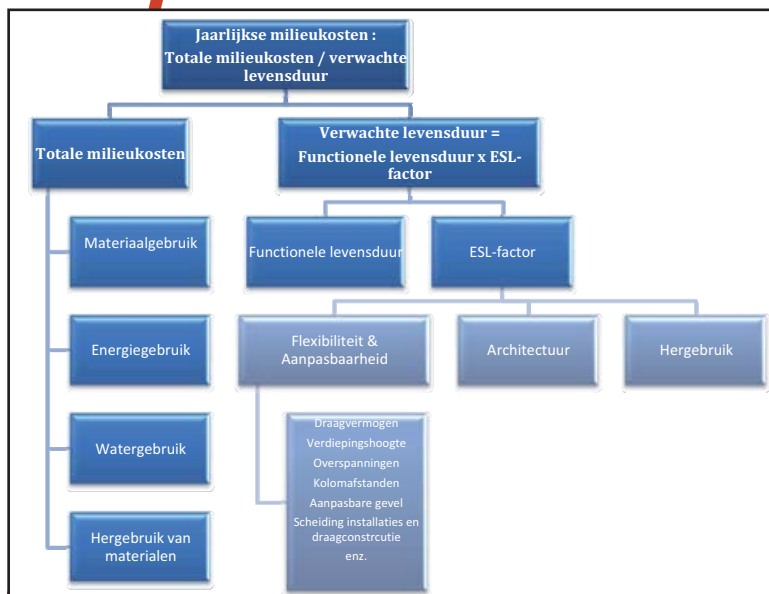 Jaarlijkse milieukosten :
Totale milieukosten / verwachte
levensduur
Totale milieukosten
Verwachte levensduur =
Functionele levensduur x ESL-
factor
Materiaalgebruik
Energiegebruik
Watergebruik
Hergebruik van
materialen
Functionele levensduur
ESL-factor
Flexibiliteit &
Aanpasbaarheid
Architectuur
Hergebruik
Draagvermogen
Verdiepingshoogte
Overspanningen
Kolomafstanden
Aanpasbare gevel
Scheiding installaties en
draagconstrcutie
enz.